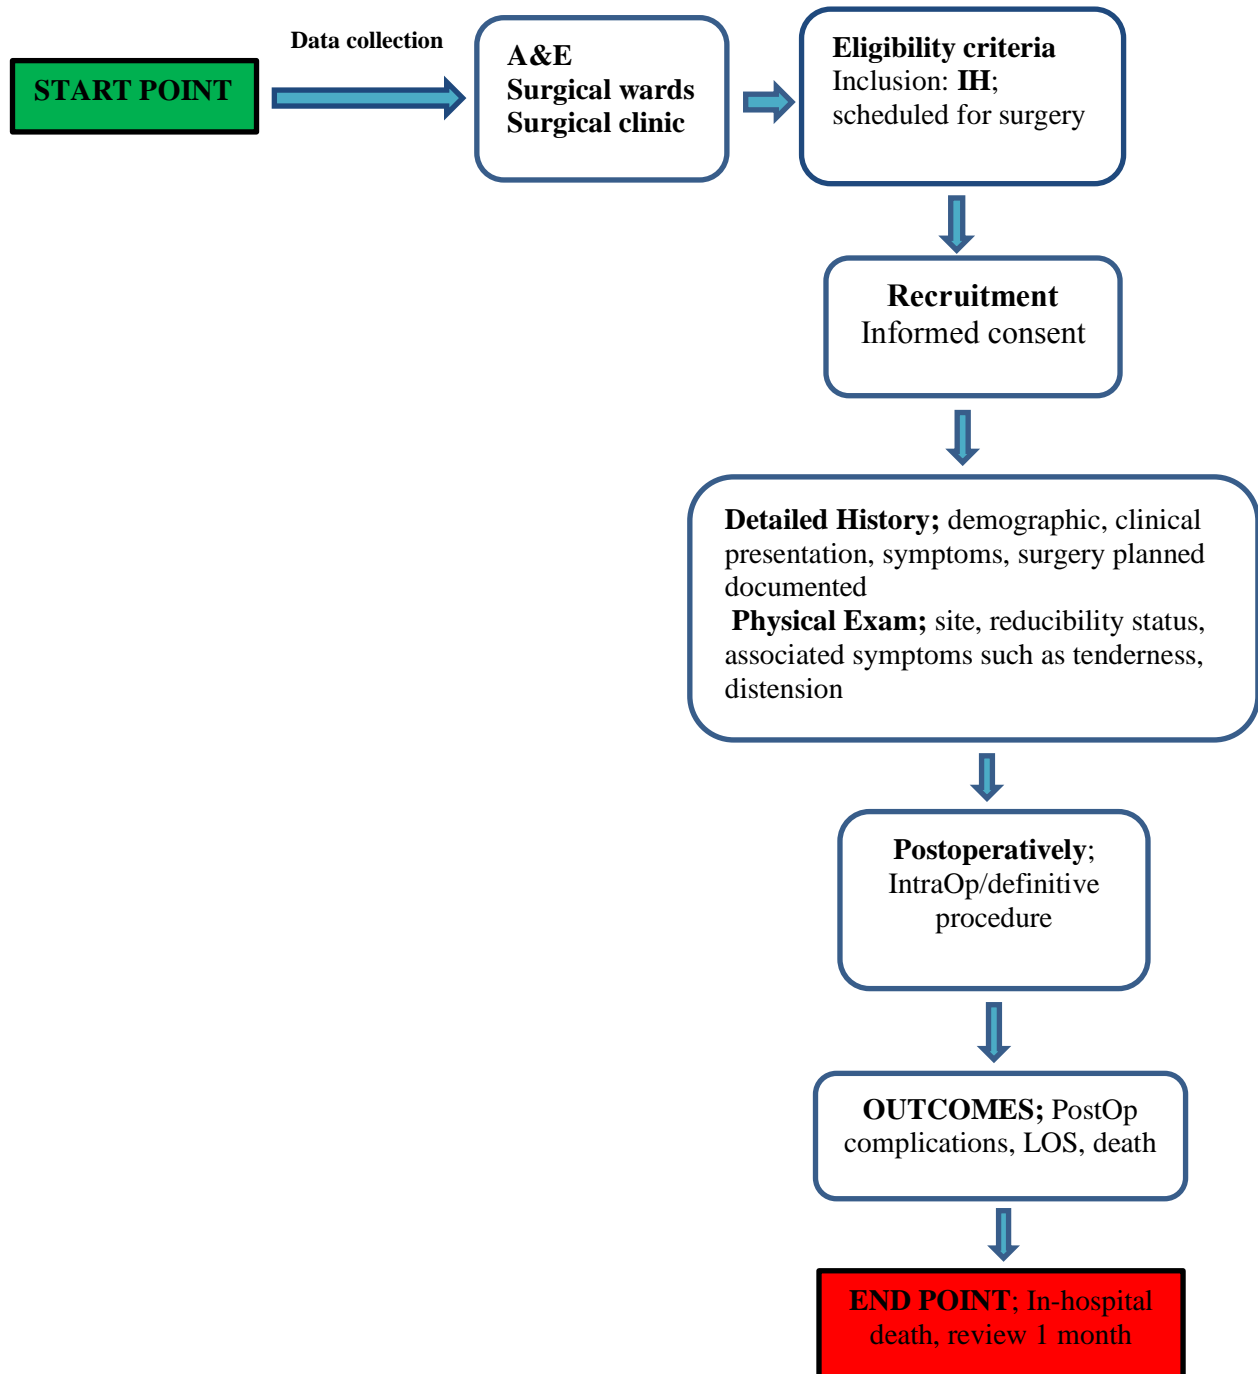 Data collection
START POINT
A&E
Surgical wards
Surgical clinic
Eligibility criteria
Inclusion: IH;
scheduled for surgery
Recruitment
Informed consent
Detailed History; demographic, clinical
presentation, symptoms, surgery planned
documented
Physical Exam; site, reducibility status,
associated symptoms such as tenderness,
distension
Postoperatively;
IntraOp/definitive
procedure
OUTCOMES; PostOp
complications, LOS, death
END POINT; In-hospital
death, review 1 month